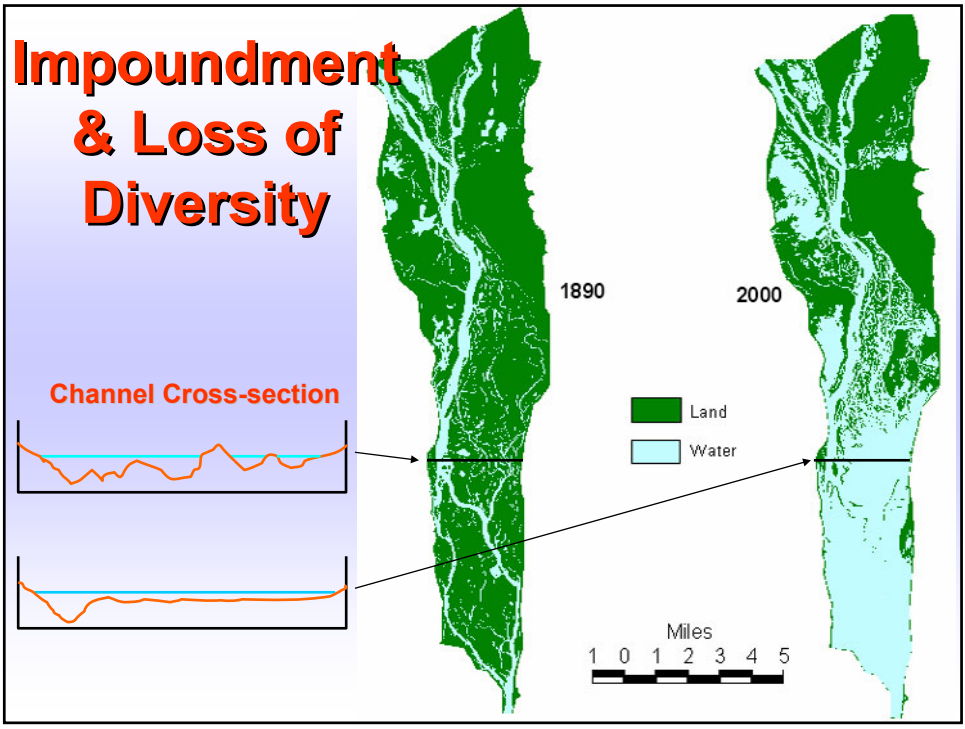 Impoundment
& Loss of
Diversity
1890
2000
Channel Cross-section
Land
Water
Miles
1 0 1 2 3 4 5